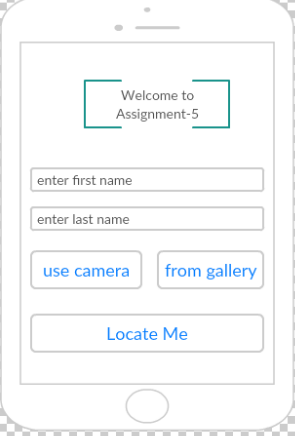 Welcome to
Assignment-5
enter first name
enter last name
use camera
from gallery
Locate Me